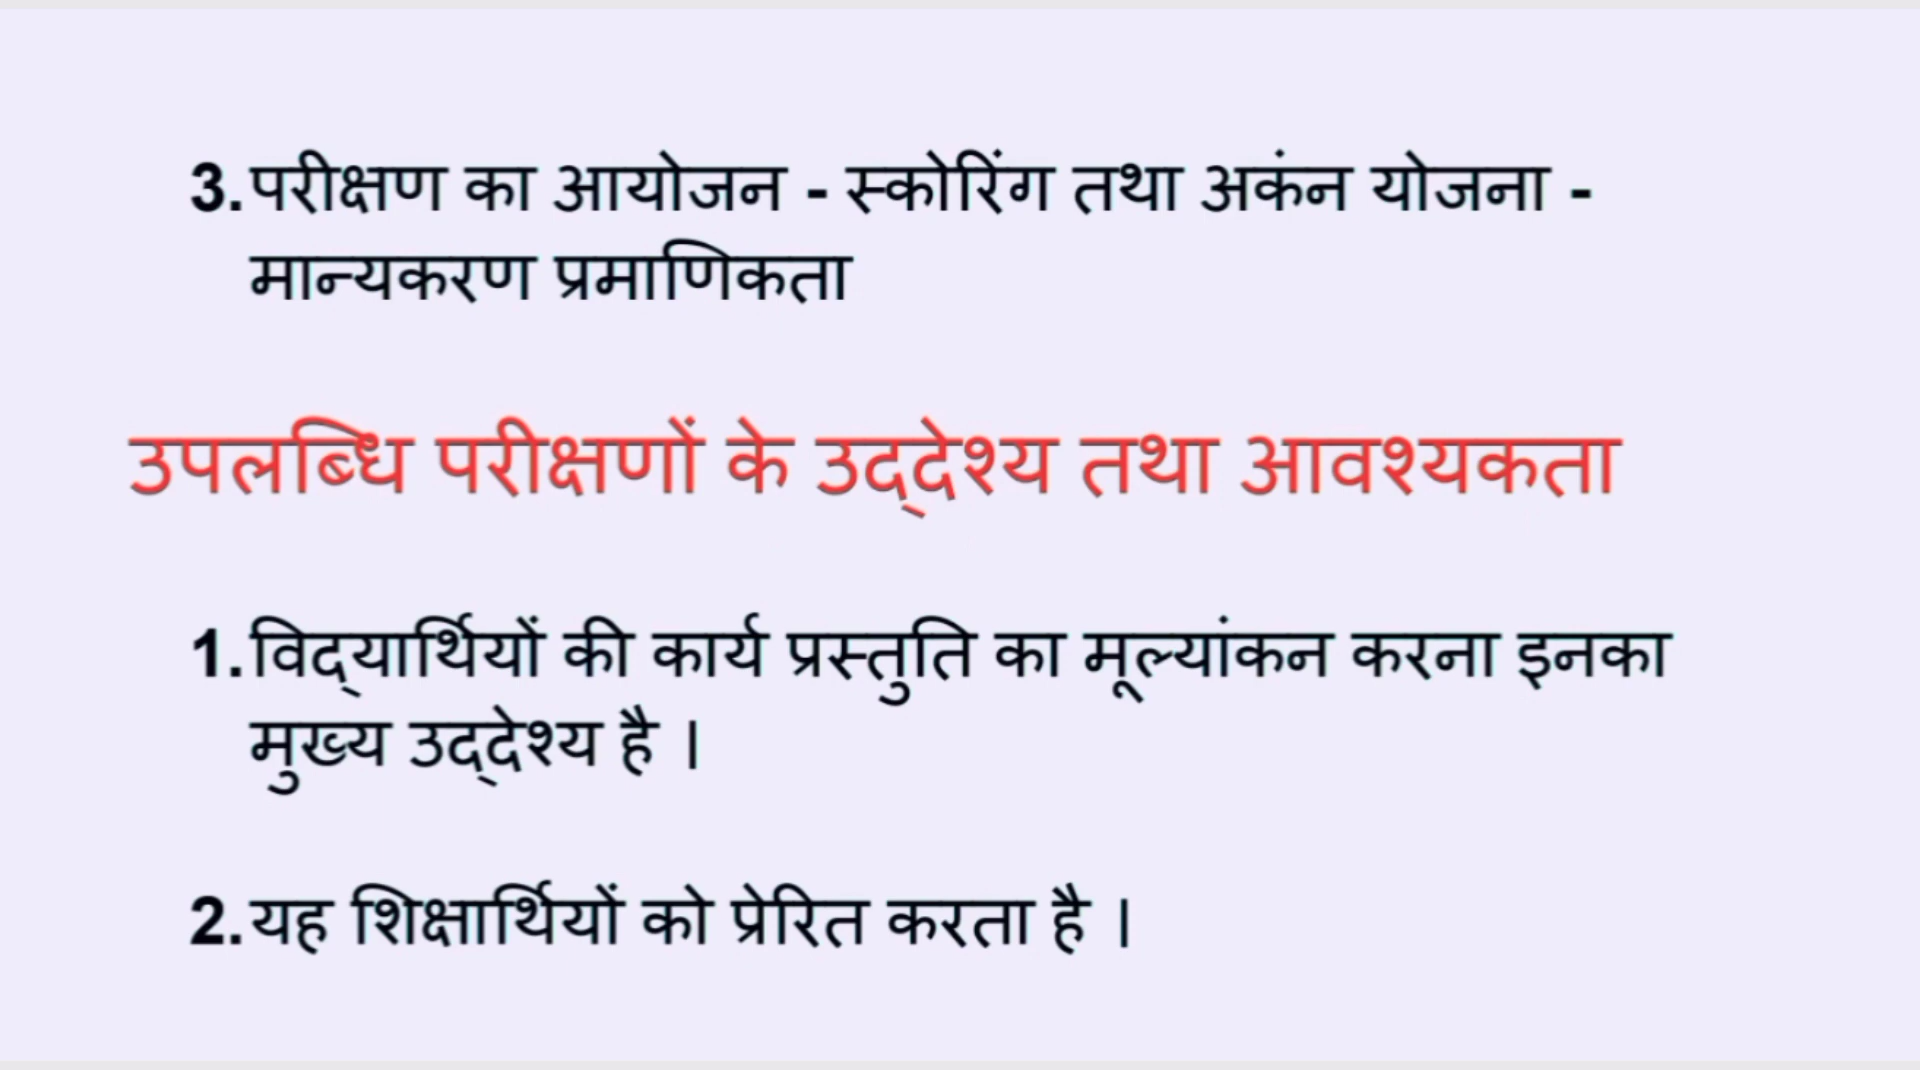 3. परीक्षण का आयोजन - स्कोरिंग तथा अकंन योजना -
मान्यकरण प्रमाणिकता
उपलब्धि परीक्षणों के उद्देश्य तथा आवश्यकता
1. विद्यार्थियों की कार्य प्रस्तुति का मूल्यांकन करना इनका
मुख्य उद्देश्य है ।
2. यह शिक्षार्थियों को प्रेरित करता है ।